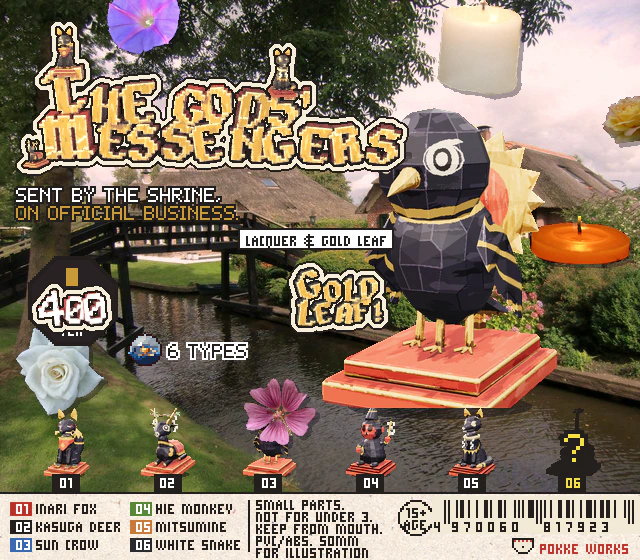 THE GODS'
MESSENGERS
SENT BY THE SHRINE,
ON OFFICIAL BUSINESS.
LACQUER & GOLD LEAF
GOLD
LEAF!
400
6 TYPES
01
02
03
04
05
?
06
01 INARI FOX
02 KASUGA DEER
03 SUN CROW
04 HIE MONKEY
05 MITSUMINE
06 WHITE SNAKE
SMALL PARTS.
NOT FOR UNDER 3.
KEEP FROM MOUTH.
PVC/ABS. 50MM
FOR ILLUSTRATION
15+
AGE
4 970060 817923
POKKE WORKS